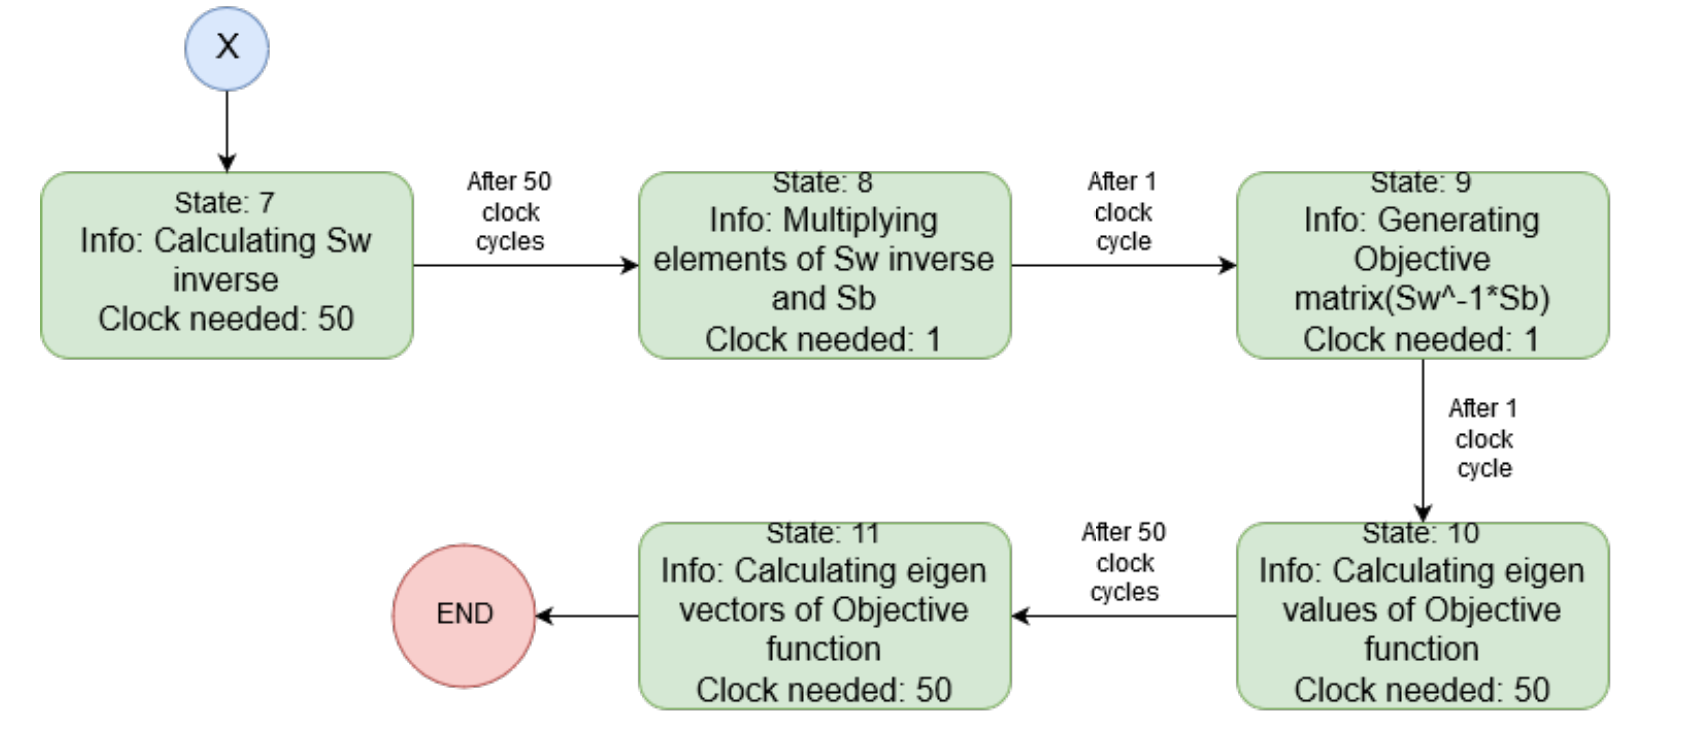 X
State: 7
Info: Calculating Sw
inverse
Clock needed: 50
After 50
clock
cycles
State: 8
Info: Multiplying
elements of Sw inverse
and Sb
Clock needed: 1
After 1
clock
cycle
State: 9
Info: Generating
Objective
matrix(Sw^-1*Sb)
Clock needed: 1
After 1
clock
cycle
State: 10
Info: Calculating eigen
values of Objective
function
Clock needed: 50
After 50
clock
cycles
State: 11
Info: Calculating eigen
vectors of Objective
function
Clock needed: 50
END